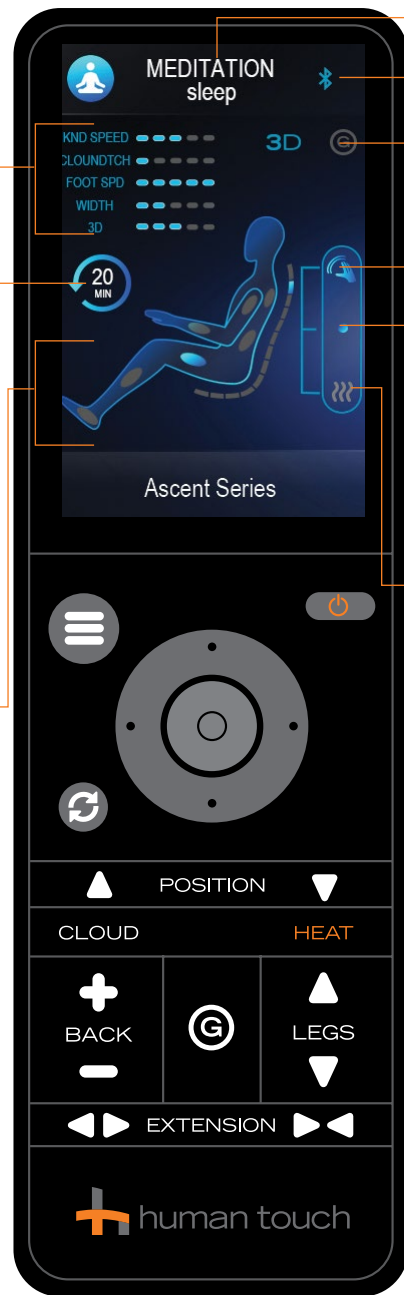 MEDITATION
sleep
KND SPEED
CLOUNDTCH
FOOT SPD
WIDTH
3D
3D G
20
MIN
Ascent Series
POSITION
CLOUD HEAT
BACK G LEGS
EXTENSION
human touch